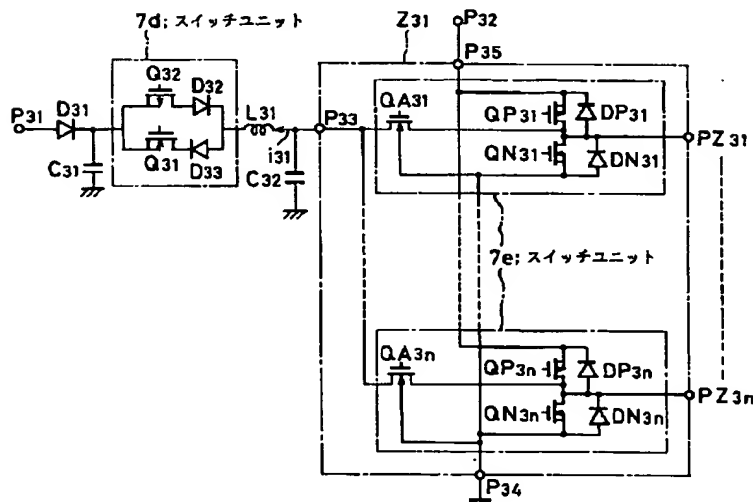 7d; スイッチユニット
Z31
P32
P35
Q32
D32
P31
D31
L31
P33
QA31
QP31
DP31
PZ31
Q31
D33
i31
C31
C32
QN31
DN31
7e; スイッチユニット
QA3n
QP3n
DP3n
PZ3n
QN3n
DN3n
P34